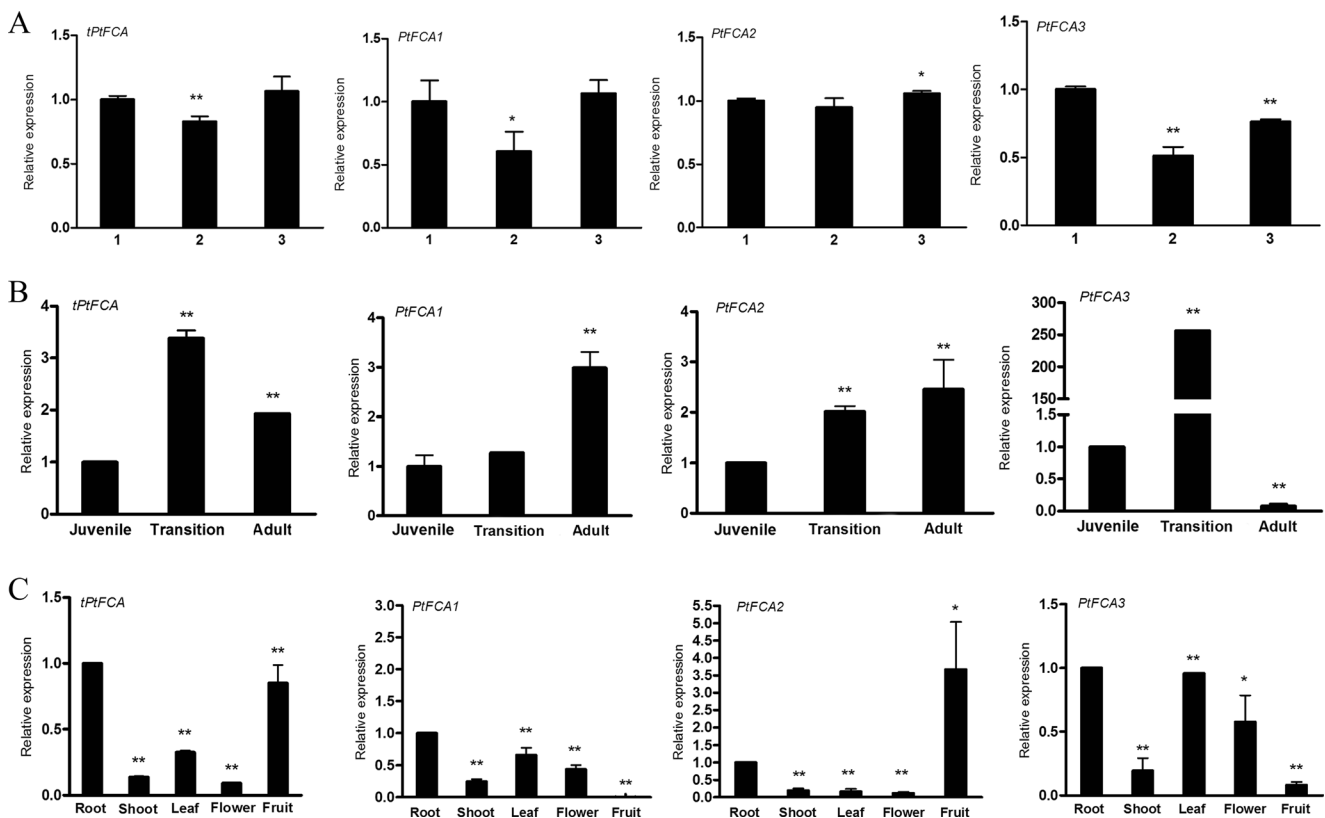 A
tPtFCA
Relative expression
1.5
1.0
0.5
0.0
1 2 3
**
PtFCA1
Relative expression
1.5
1.0
0.5
0.0
1 2 3
*
PtFCA2
Relative expression
1.5
1.0
0.5
0.0
1 2 3
*
PtFCA3
Relative expression
1.5
1.0
0.5
0.0
1 2 3
** **
B
tPtFCA
Relative expression
4
3
2
1
0
Juvenile Transition Adult
** **
PtFCA1
Relative expression
4
3
2
1
0
Juvenile Transition Adult
**
PtFCA2
Relative expression
4
3
2
1
0
Juvenile Transition Adult
** **
PtFCA3
Relative expression
300
250
200
150
100
50
1.5
1.0
0.5
0.0
Juvenile Transition Adult
** **
C
tPtFCA
Relative expression
1.5
1.0
0.5
0.0
Root Shoot Leaf Flower Fruit
** ** ** **
PtFCA1
Relative expression
3.0
2.5
2.0
1.5
1.0
0.5
0.0
Root Shoot Leaf Flower Fruit
** ** ** **
PtFCA2
Relative expression
5.5
5.0
4.5
4.0
3.5
3.0
2.5
2.0
1.5
1.0
0.5
0.0
Root Shoot Leaf Flower Fruit
** ** ** *
PtFCA3
Relative expression
1.5
1.0
0.5
0.0
Root Shoot Leaf Flower Fruit
** ** * **